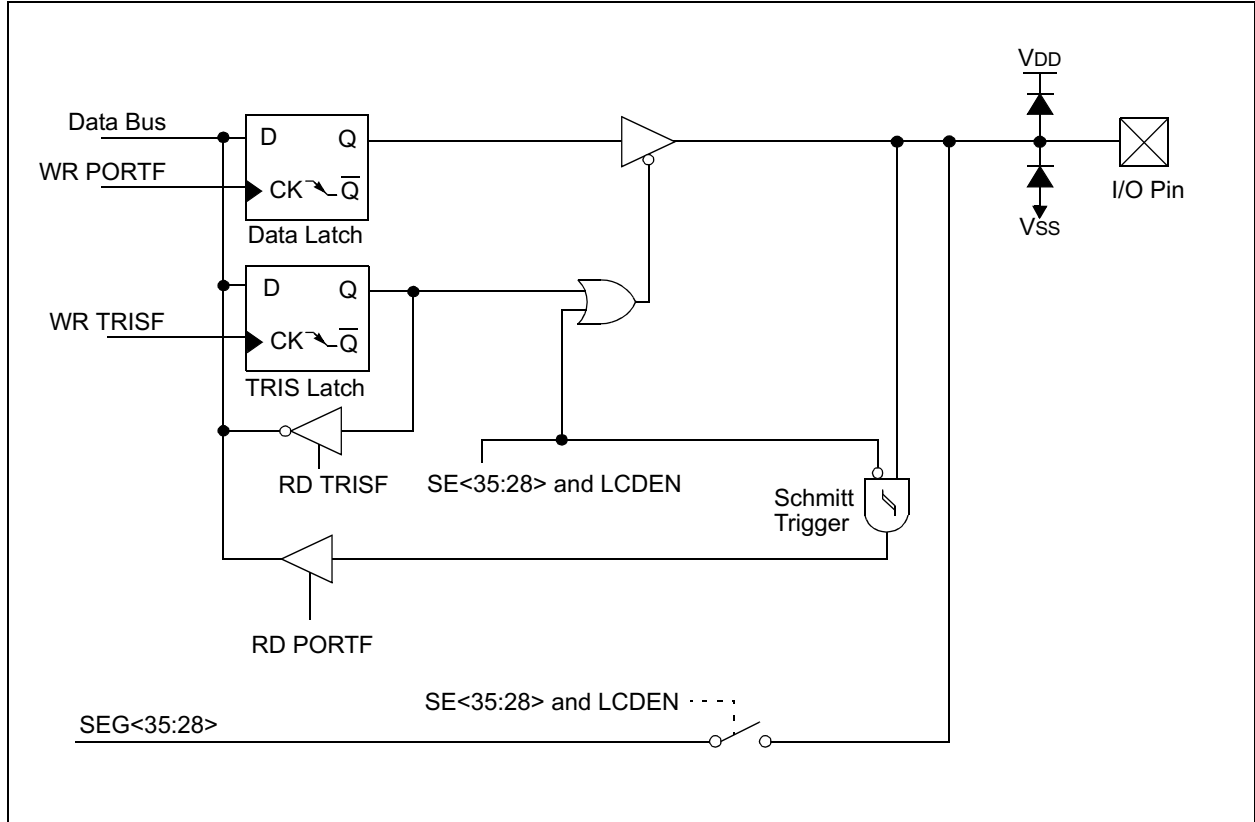 VDD
Data Bus
D Q
WR PORTF
CK Q̅
I/O Pin
Data Latch
VSS
D Q
WR TRISF
CK Q̅
TRIS Latch
RD TRISF
SE<35:28> and LCDEN
Schmitt
Trigger
RD PORTF
SE<35:28> and LCDEN
SEG<35:28>